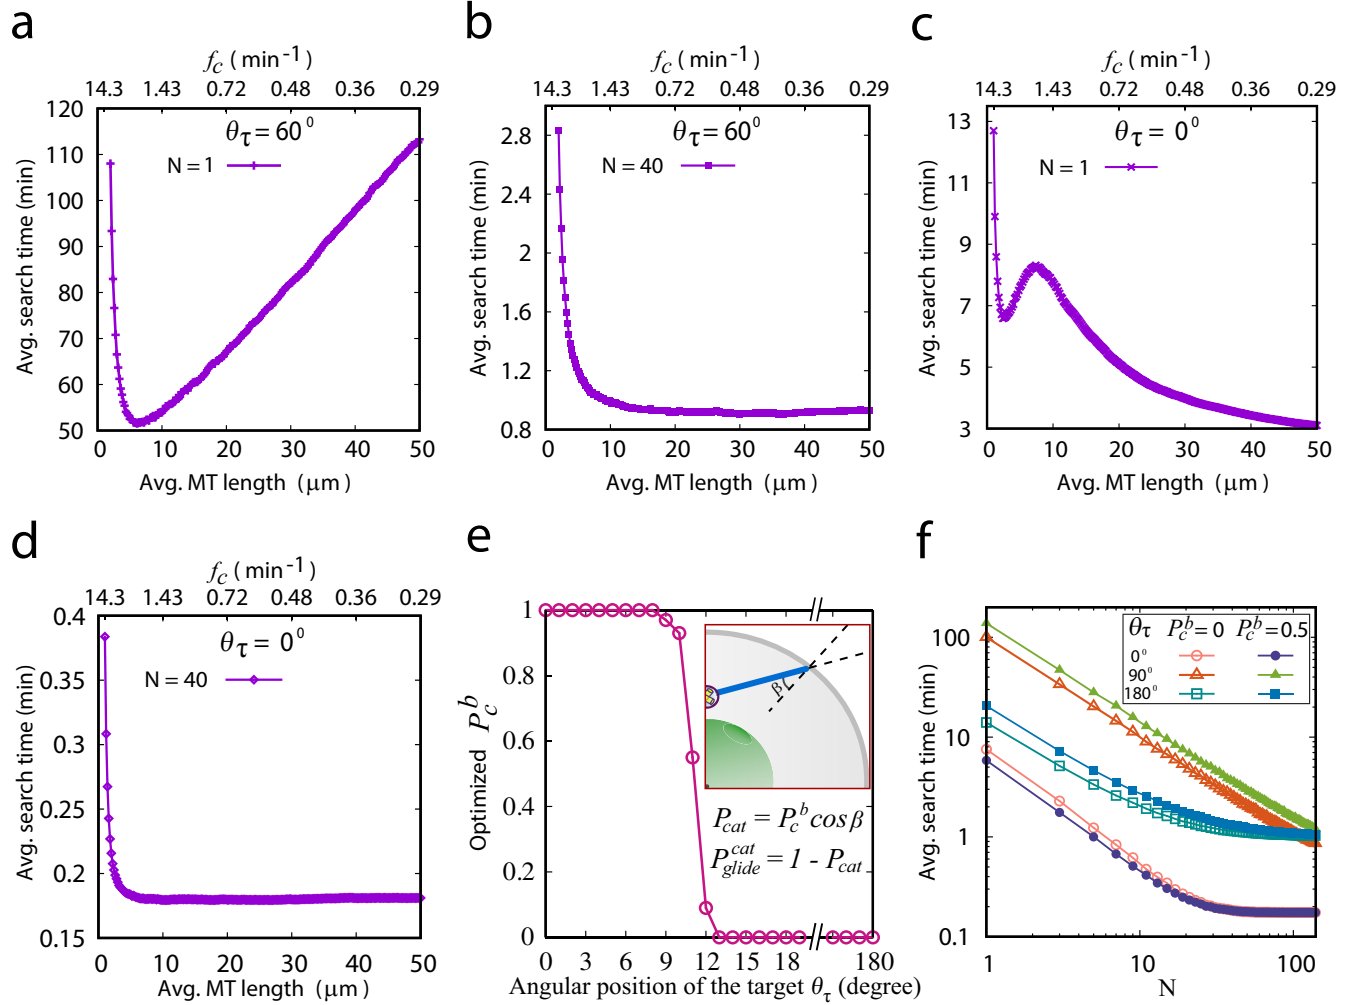 a
f_c (min^-1)
14.3 1.43 0.72 0.48 0.36 0.29
θ_τ = 60^0
N = 1
120
110
100
90
80
70
60
50
Avg. search time (min)
0 10 20 30 40 50
Avg. MT length (μm)
b
f_c (min^-1)
14.3 1.43 0.72 0.48 0.36 0.29
θ_τ = 60^0
N = 40
2.8
2.4
2
1.6
1.2
0.8
Avg. search time (min)
0 10 20 30 40 50
Avg. MT length (μm)
c
f_c (min^-1)
14.3 1.43 0.72 0.48 0.36 0.29
θ_τ = 0^0
N = 1
13
11
9
7
5
3
Avg. search time (min)
0 10 20 30 40 50
Avg. MT length (μm)
d
f_c (min^-1)
14.3 1.43 0.72 0.48 0.36 0.29
θ_τ = 0^0
N = 40
0.4
0.35
0.3
0.25
0.2
0.15
Avg. search time (min)
0 10 20 30 40 50
Avg. MT length (μm)
e
1
0.8
0.6
0.4
0.2
0
Optimized P_c^b
β
P_cat = P_c^b cos β
P_glide^cat = 1 - P_cat
0 3 6 9 12 15 18 180
Angular position of the target θ_τ (degree)
f
θ_τ P_c^b = 0 P_c^b = 0.5
0^0
90^0
180^0
100
10
1
0.1
Avg. search time (min)
1 10 100
N